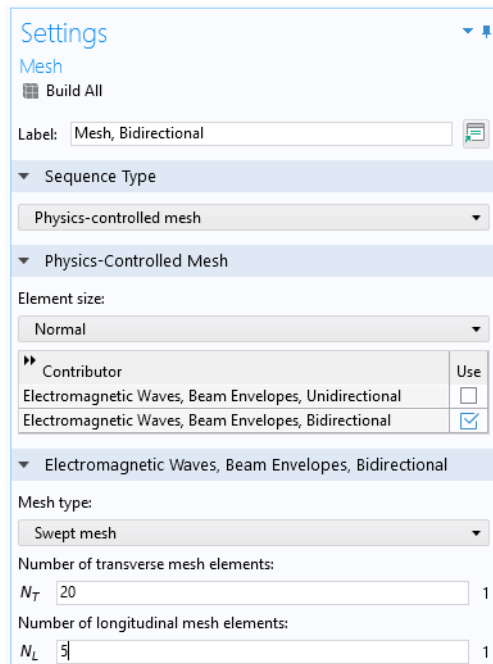 Settings
Mesh
Build All
Label: Mesh, Bidirectional
Sequence Type
Physics-controlled mesh
Physics-Controlled Mesh
Element size:
Normal
Contributor Use
Electromagnetic Waves, Beam Envelopes, Unidirectional
Electromagnetic Waves, Beam Envelopes, Bidirectional
Electromagnetic Waves, Beam Envelopes, Bidirectional
Mesh type:
Swept mesh
Number of transverse mesh elements:
N_T 20 1
Number of longitudinal mesh elements:
N_L 5 1